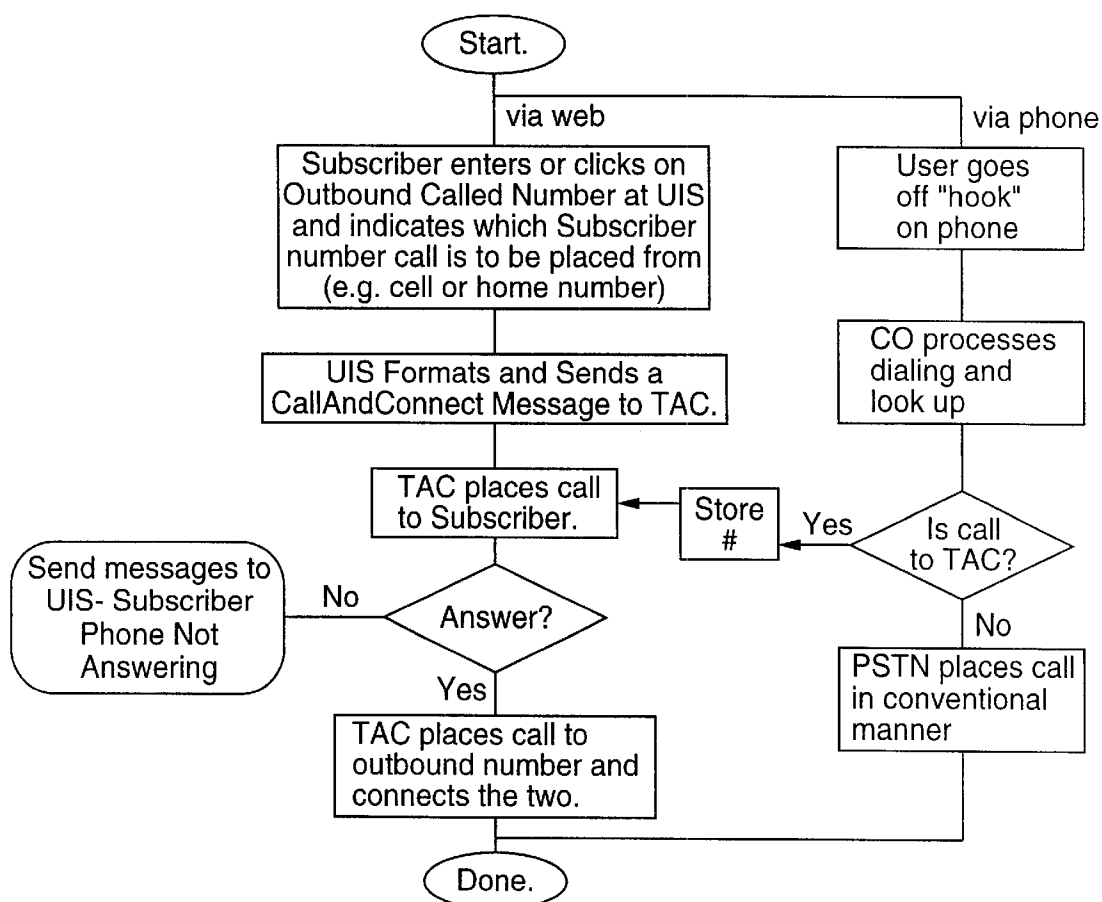 Start.
via web
via phone
Subscriber enters or clicks on
Outbound Called Number at UIS
and indicates which Subscriber
number call is to be placed from
(e.g. cell or home number)
User goes
off "hook"
on phone
UIS Formats and Sends a
CallAndConnect Message to TAC.
CO processes
dialing and
look up
TAC places call
to Subscriber.
Store
#
Yes
Is call
to TAC?
Send messages to
UIS- Subscriber
Phone Not
Answering
No
Answer?
No
Yes
PSTN places call
in conventional
manner
TAC places call to
outbound number and
connects the two.
Done.